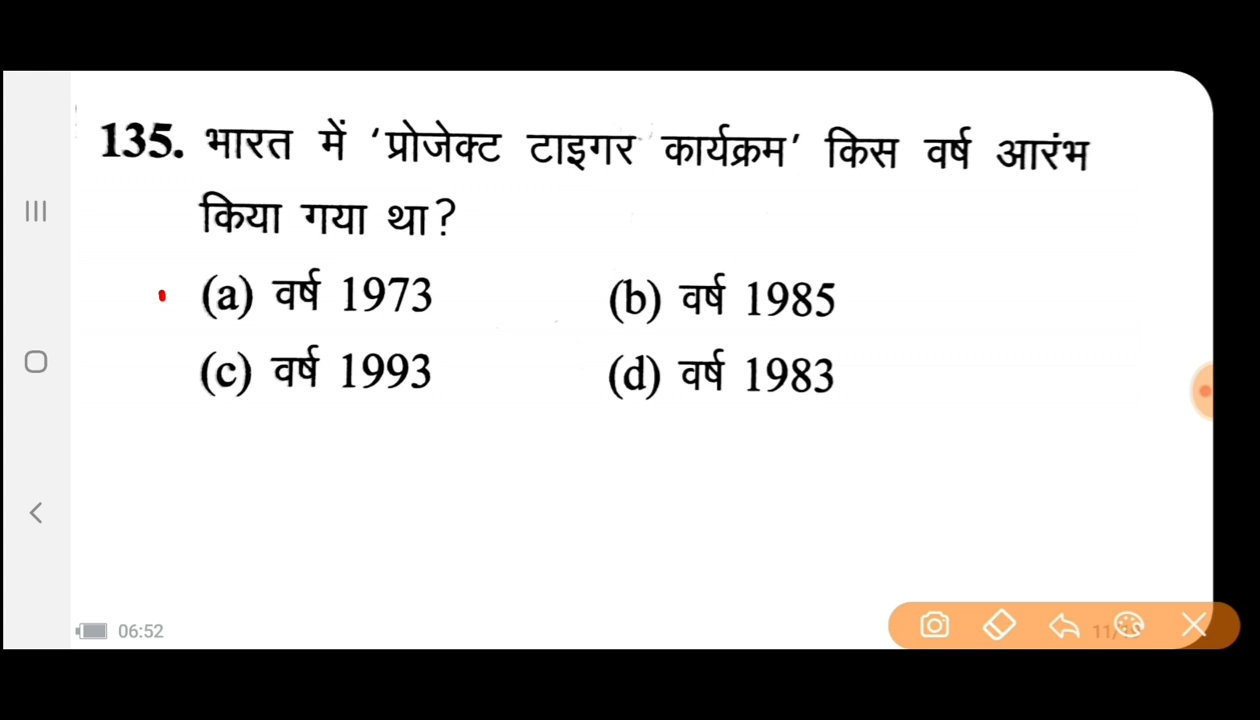 135. भारत में ‘प्रोजेक्ट टाइगर कार्यक्रम’ किस वर्ष आरंभ
किया गया था?
(a) वर्ष 1973 (b) वर्ष 1985
(c) वर्ष 1993 (d) वर्ष 1983
06:52